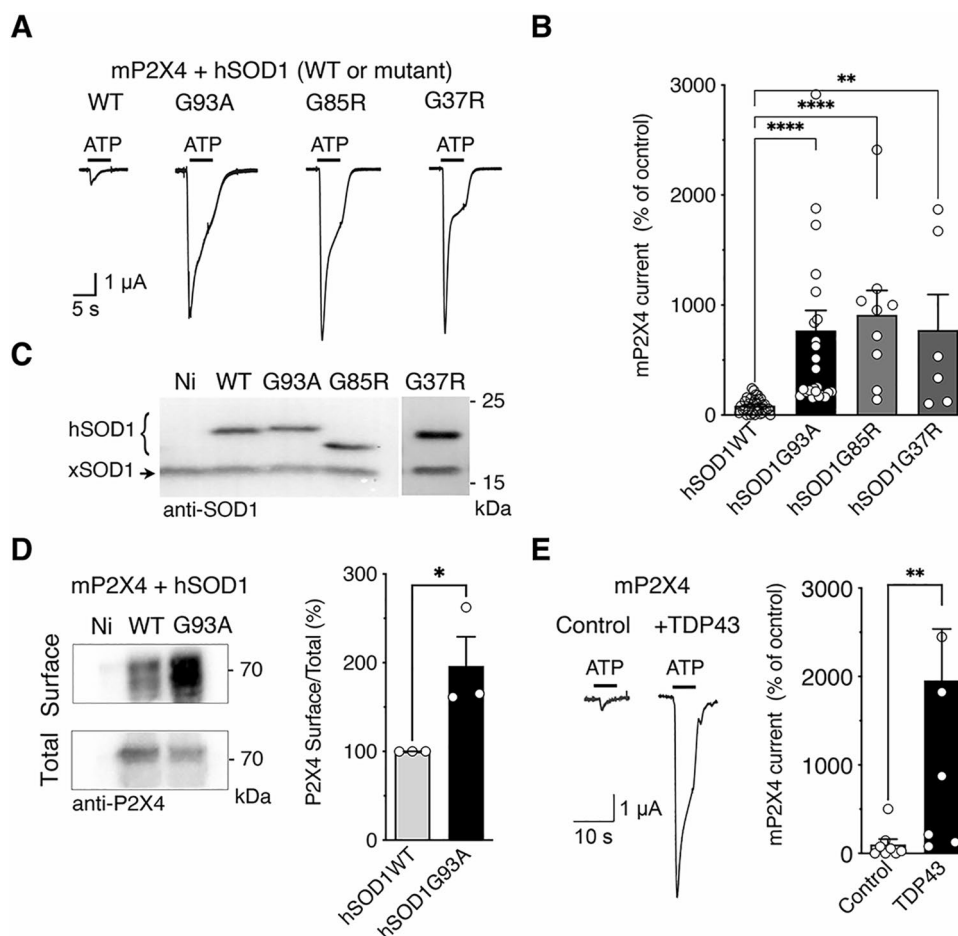 A
mP2X4 + hSOD1 (WT or mutant)
WT G93A G85R G37R
ATP ATP ATP ATP
1 µA
5 s
B
mP2X4 current (% of ocntrol)
3000
2000
1000
0
**
****
****
hSOD1WT
hSOD1G93A
hSOD1G85R
hSOD1G37R
C
Ni WT G93A G85R G37R
hSOD1
xSOD1
- 25
- 15
kDa
anti-SOD1
D
mP2X4 + hSOD1
Ni WT G93A
Surface
- 70
Total
- 70
kDa
anti-P2X4
P2X4 Surface/Total (%)
300
200
100
0
*
hSOD1WT
hSOD1G93A
E
mP2X4
Control +TDP43
ATP ATP
1 µA
10 s
mP2X4 current (% of ocntrol)
3000
2000
1000
0
**
Control
TDP43